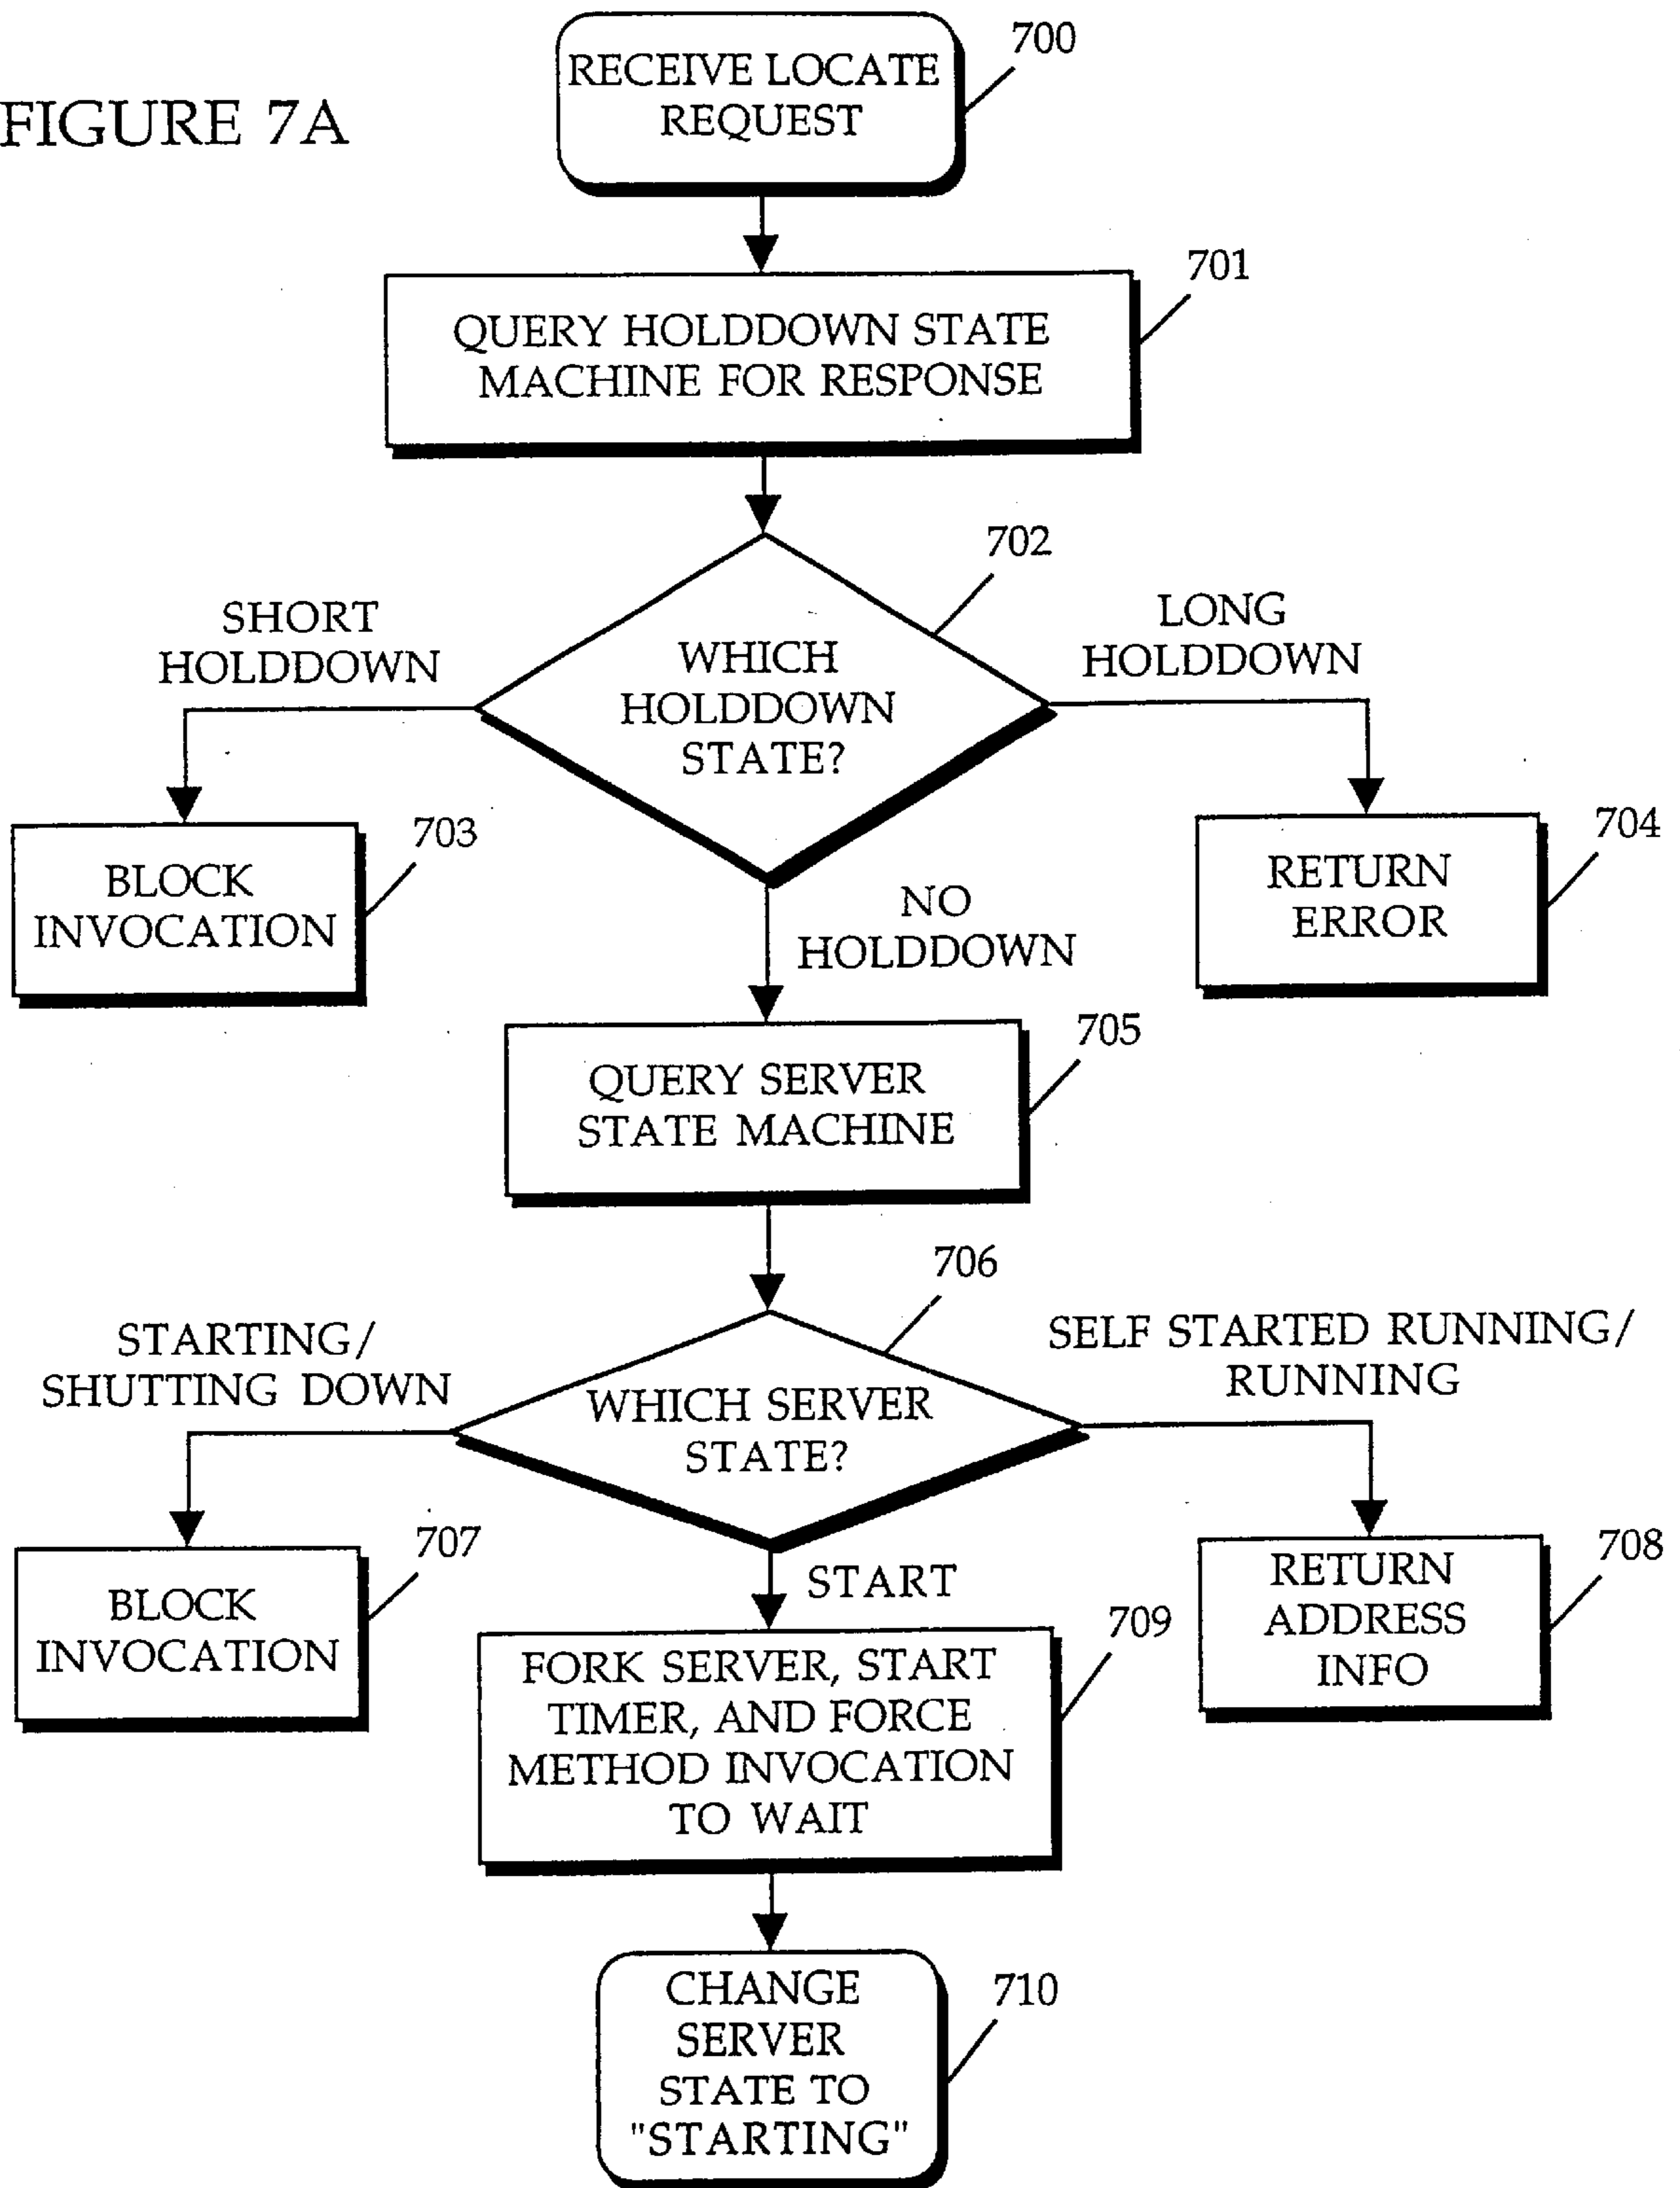 FIGURE 7A
RECEIVE LOCATE
REQUEST
700
QUERY HOLDDOWN STATE
MACHINE FOR RESPONSE
701
WHICH
HOLDDOWN
STATE?
702
SHORT
HOLDDOWN
LONG
HOLDDOWN
BLOCK
INVOCATION
703
RETURN
ERROR
704
NO
HOLDDOWN
QUERY SERVER
STATE MACHINE
705
WHICH SERVER
STATE?
706
STARTING/
SHUTTING DOWN
SELF STARTED RUNNING/
RUNNING
BLOCK
INVOCATION
707
RETURN
ADDRESS
INFO
708
START
FORK SERVER, START
TIMER, AND FORCE
METHOD INVOCATION
TO WAIT
709
CHANGE
SERVER
STATE TO
"STARTING"
710